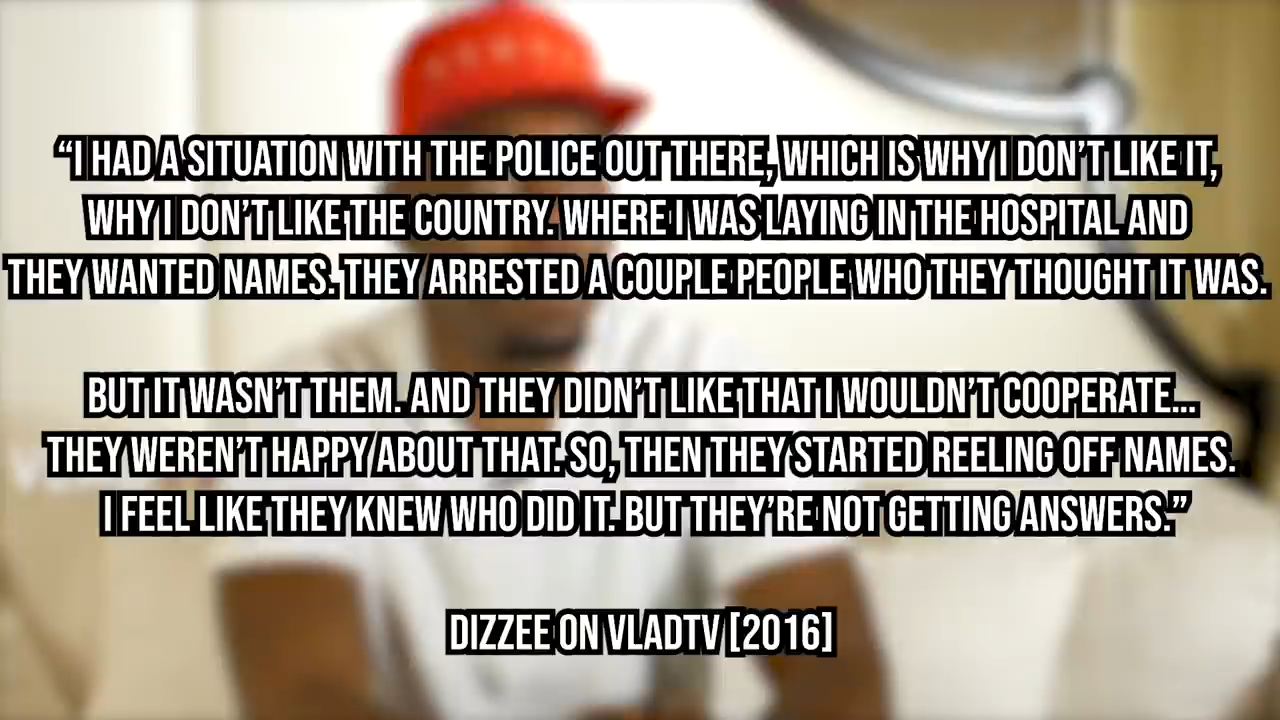 “I HAD A SITUATION WITH THE POLICE OUT THERE, WHICH IS WHY I DON’T LIKE IT,
WHY I DON’T LIKE THE COUNTRY. WHERE I WAS LAYING IN THE HOSPITAL AND
THEY WANTED NAMES. THEY ARRESTED A COUPLE PEOPLE WHO THEY THOUGHT IT WAS.
BUT IT WASN’T THEM. AND THEY DIDN’T LIKE THAT I WOULDN’T COOPERATE...
THEY WEREN’T HAPPY ABOUT THAT. SO, THEN THEY STARTED REELING OFF NAMES.
I FEEL LIKE THEY KNEW WHO DID IT. BUT THEY’RE NOT GETTING ANSWERS.”
DIZZEE ON VLADTV [2016]